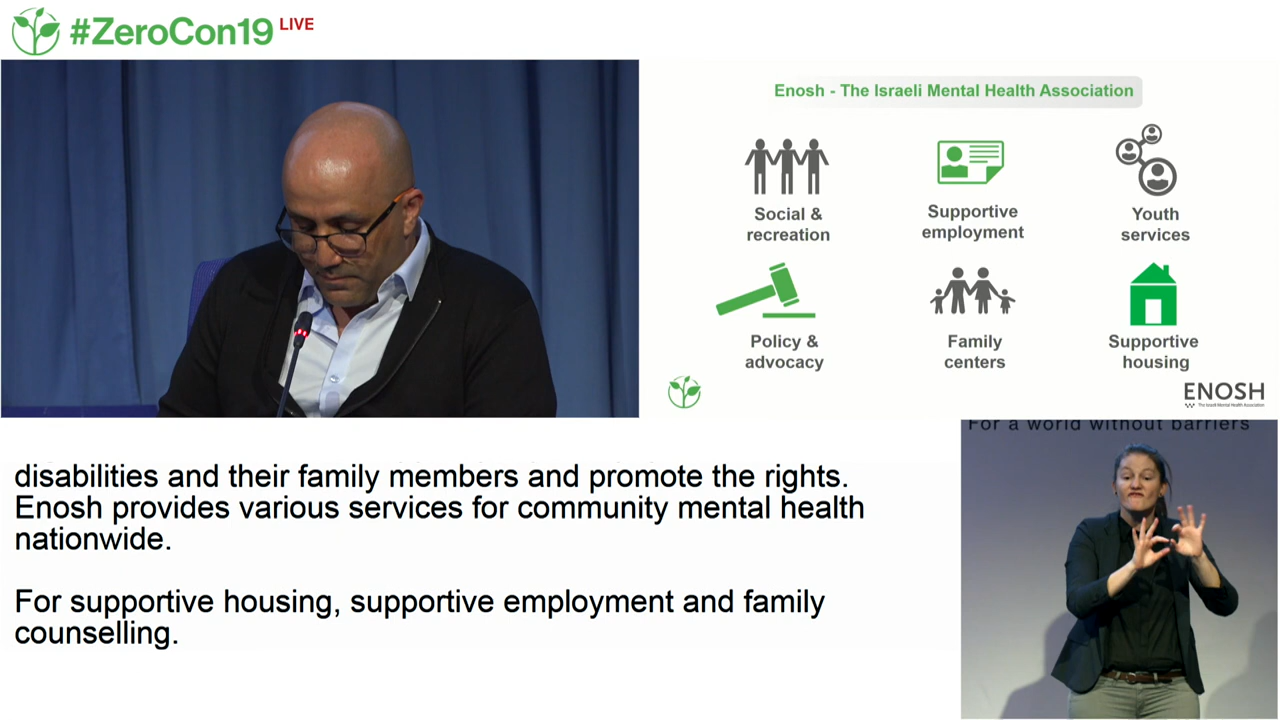 #ZeroCon19 LIVE
Enosh - The Israeli Mental Health Association
Social &
recreation
Supportive
employment
Youth
services
Policy &
advocacy
Family
centers
Supportive
housing
ENOSH
The Israeli Mental Health Association
For a world without barriers
disabilities and their family members and promote the rights.
Enosh provides various services for community mental health
nationwide.
For supportive housing, supportive employment and family
counselling.